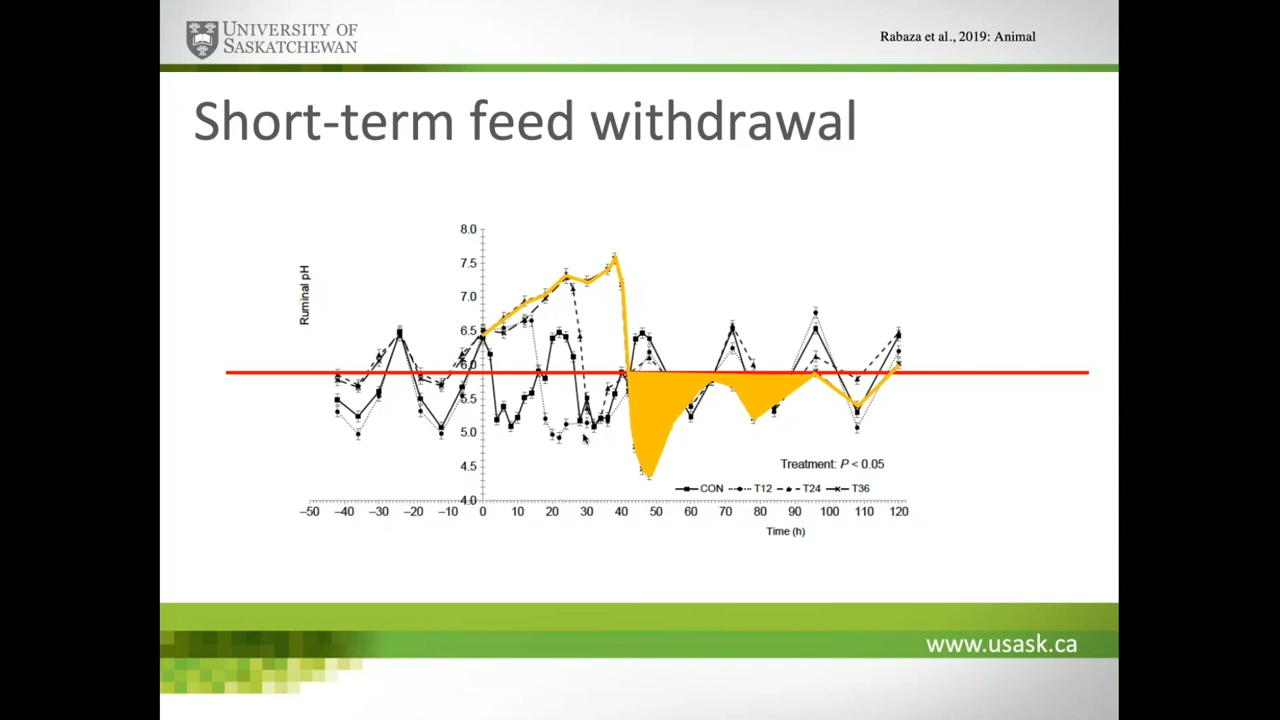 UNIVERSITY OF
SASKATCHEWAN
Rabaza et al., 2019: Animal
Short-term feed withdrawal
Ruminal pH
8.0
7.5
7.0
6.5
6.0
5.5
5.0
4.5
4.0
Treatment: P < 0.05
CON T12 T24 T36
–50 –40 –30 –20 –10 0 10 20 30 40 50 60 70 80 90 100 110 120
Time (h)
www.usask.ca